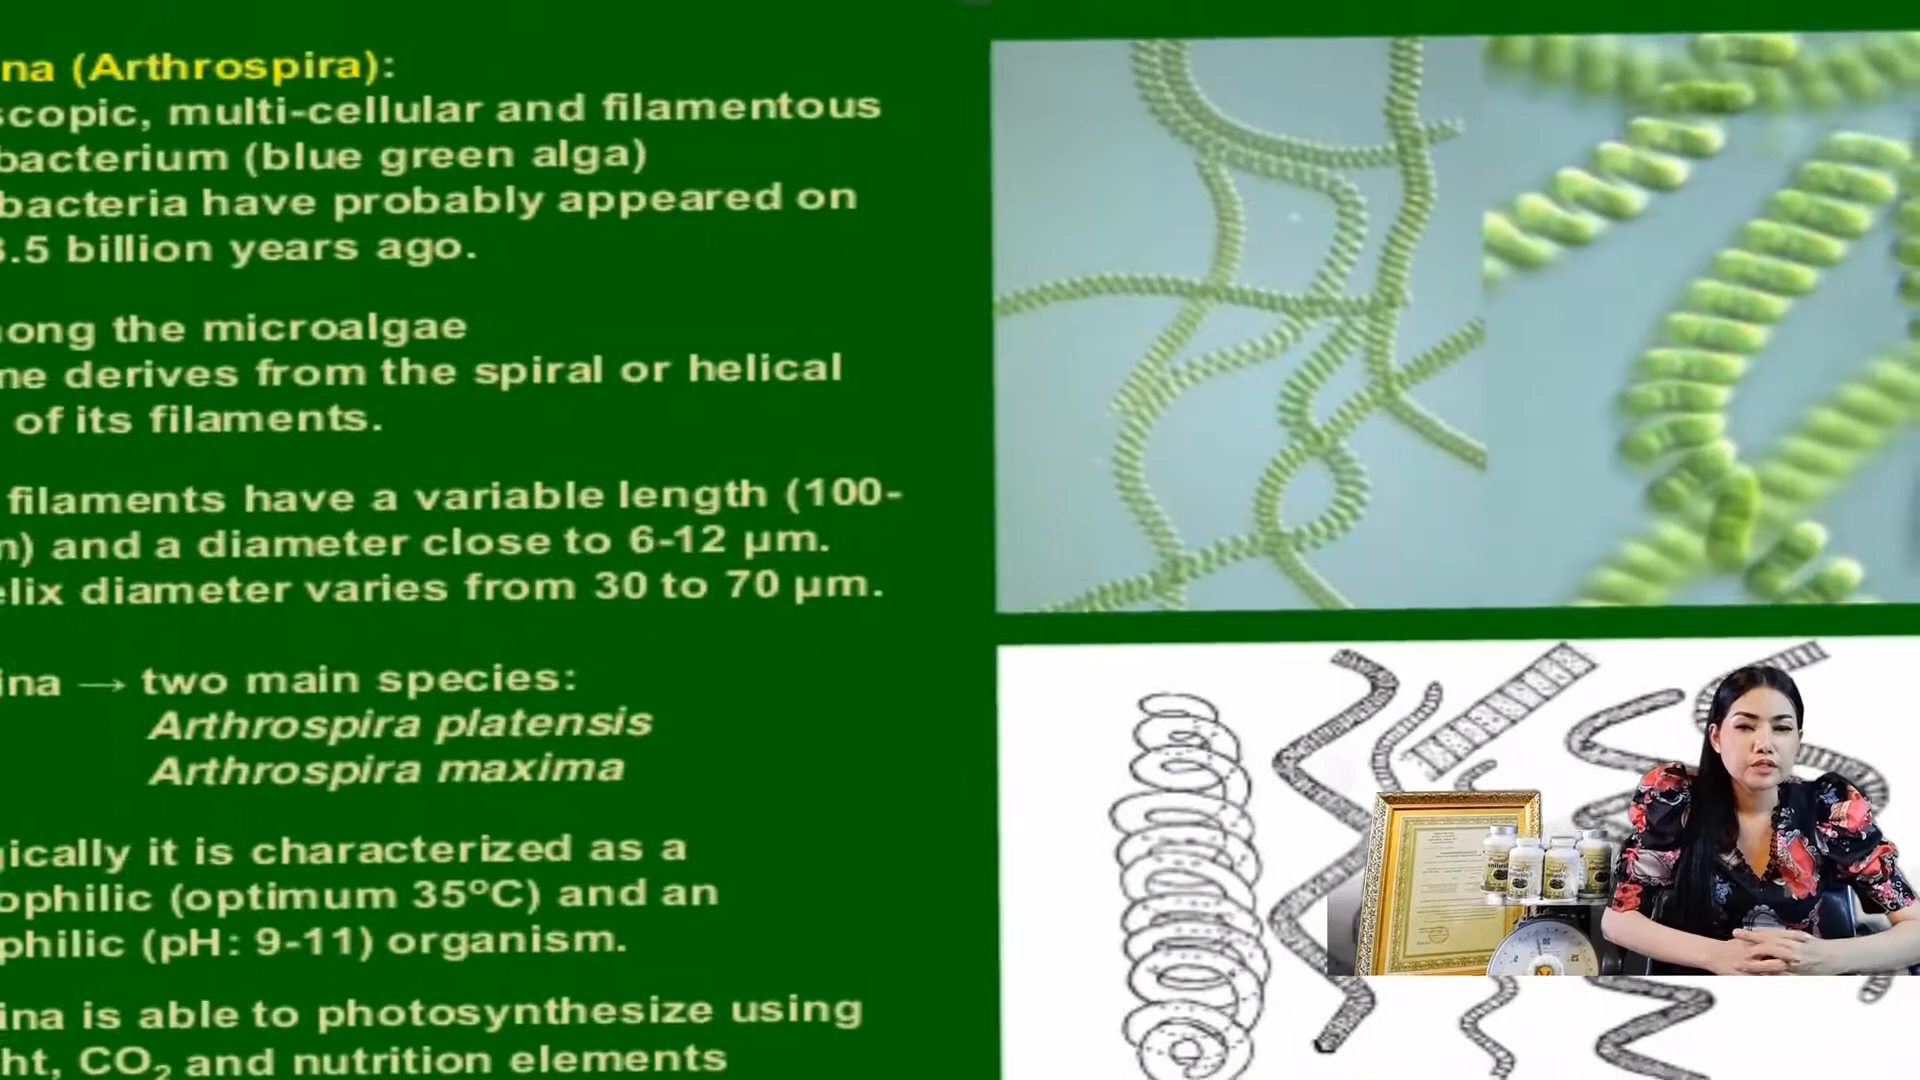 na (Arthrospira):
scopic, multi-cellular and filamentous
bacterium (blue green alga)
bacteria have probably appeared on
3.5 billion years ago.
ong the microalgae
ne derives from the spiral or helical
of its filaments.
filaments have a variable length (100-
n) and a diameter close to 6-12 µm.
elix diameter varies from 30 to 70 µm.
ina → two main species:
Arthrospira platensis
Arthrospira maxima
gically it is characterized as a
ophilic (optimum 35ºC) and an
philic (pH: 9-11) organism.
ina is able to photosynthesize using
ht, CO₂ and nutrition elements